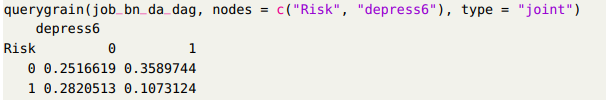 querygrain(job_bn_da_dag, nodes = c("Risk", "depress6"), type = "joint")
    depress6
Risk         0         1
   0 0.2516619 0.3589744
   1 0.2820513 0.1073124